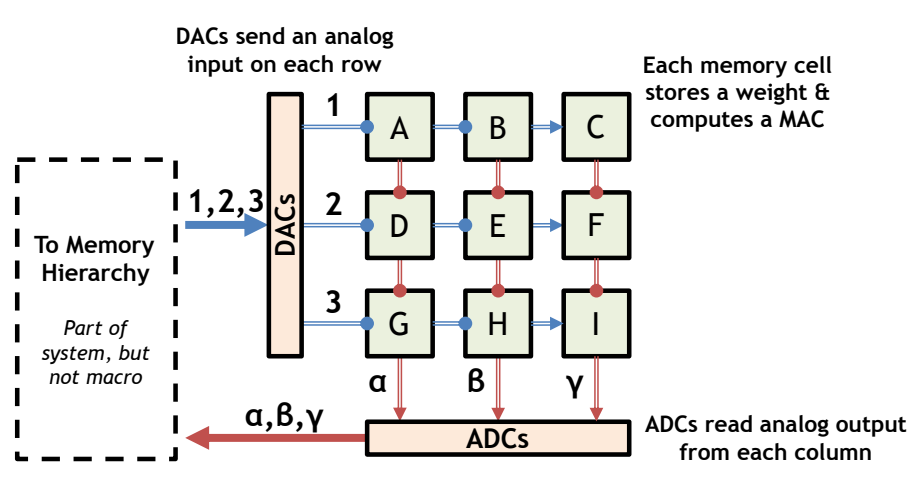 DACs send an analog
input on each row
Each memory cell
stores a weight &
computes a MAC
1
A
B
C
1,2,3
DACs
2
D
E
F
To Memory
Hierarchy
Part of
system, but
not macro
3
G
H
I
α
β
γ
α,β,γ
ADCs
ADCs read analog output
from each column